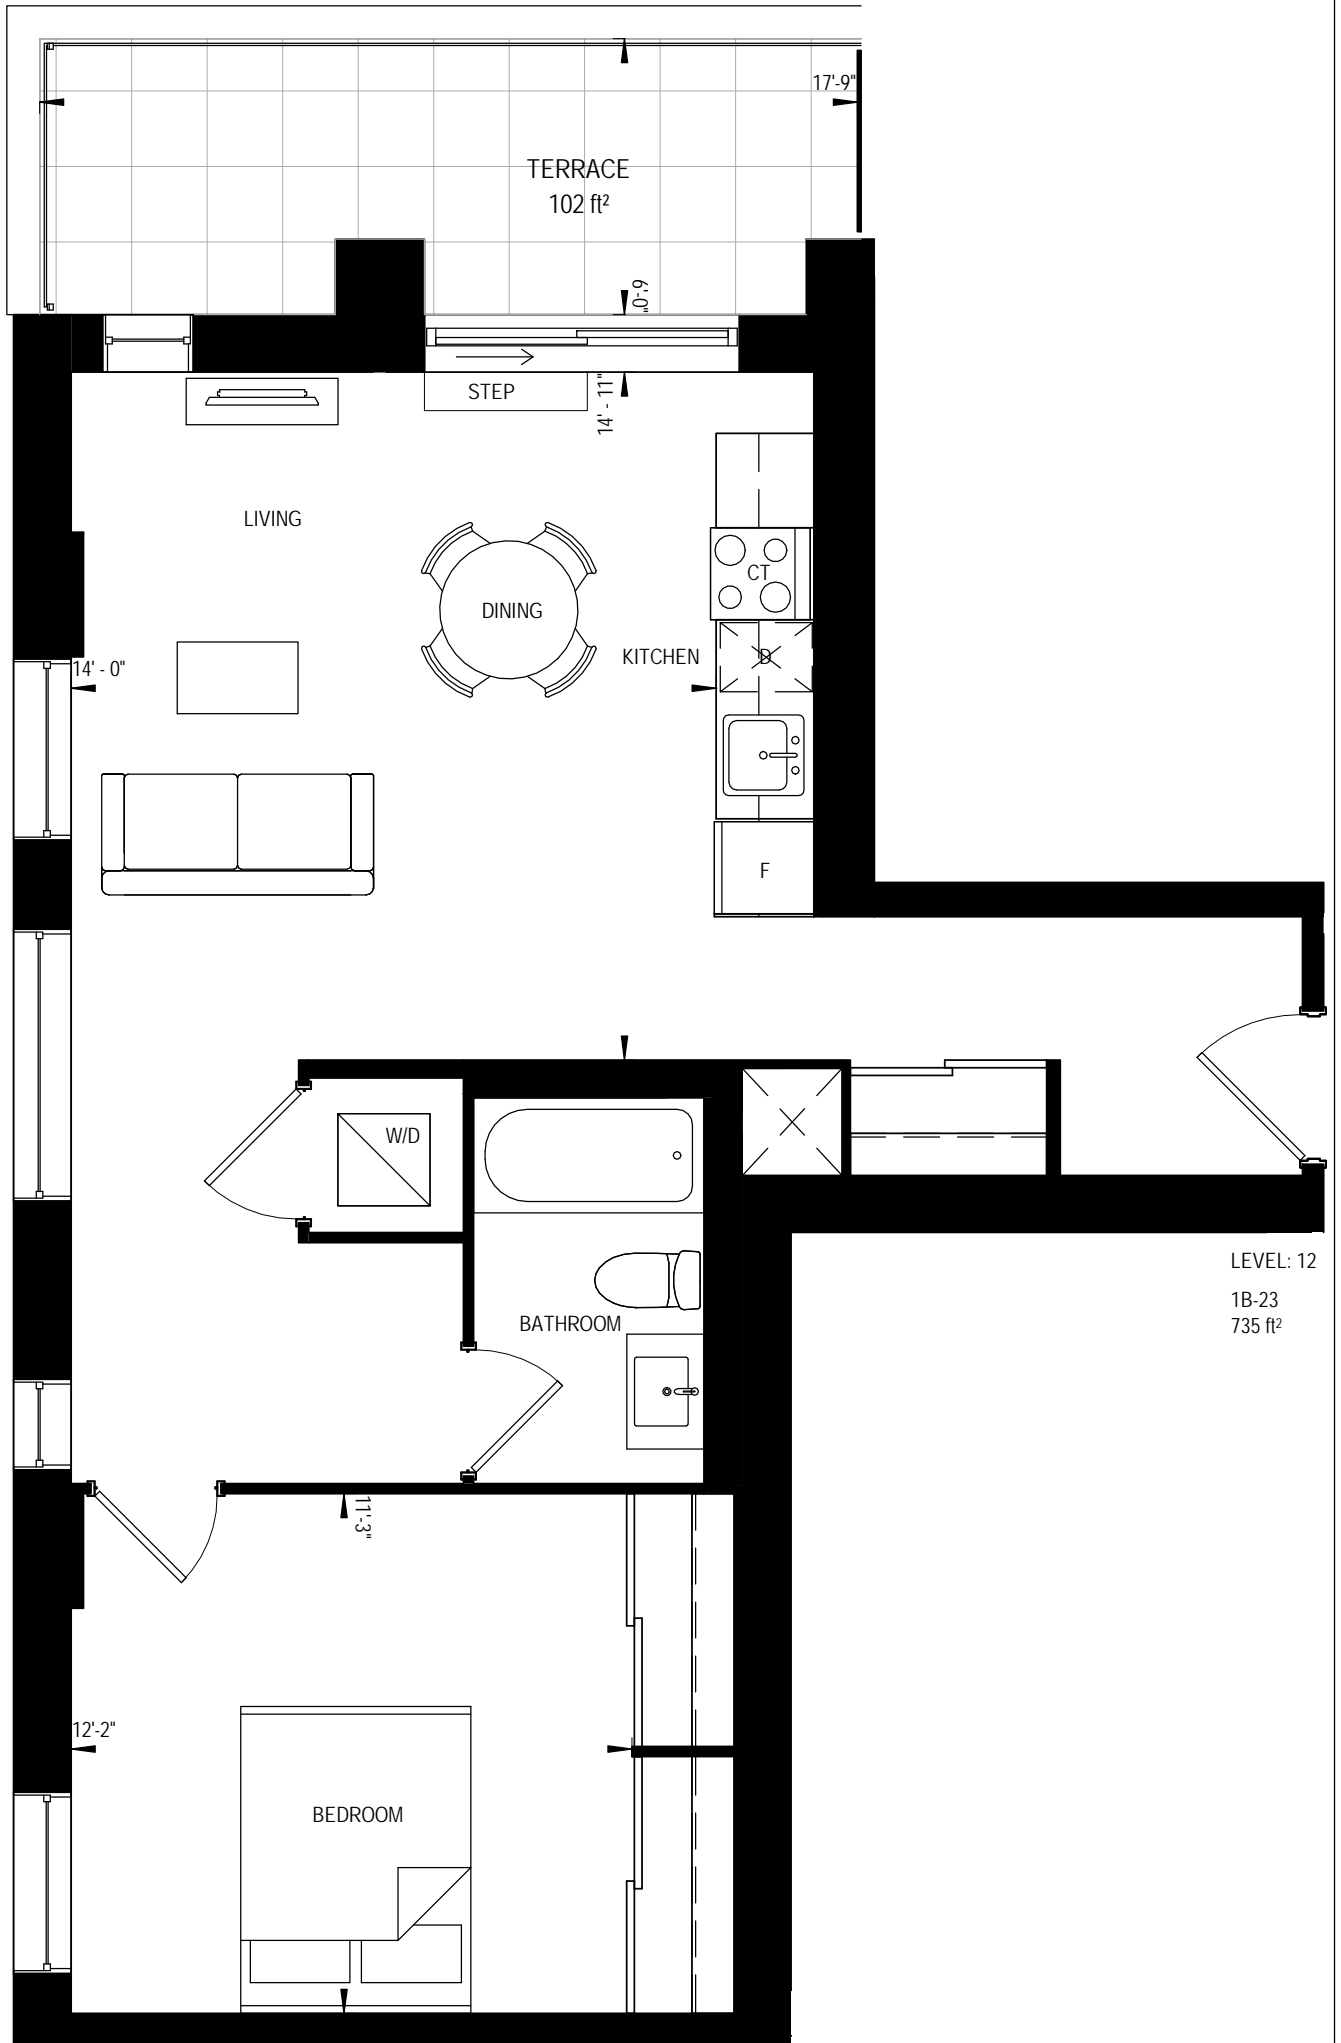 17'-9"
TERRACE
102 ft²
6'-0"
STEP
14' - 11"
LIVING
CT
DINING
KITCHEN
D
14' - 0"
F
W/D
BATHROOM
LEVEL: 12
1B-23
735 ft²
11'-3"
12'-2"
BEDROOM